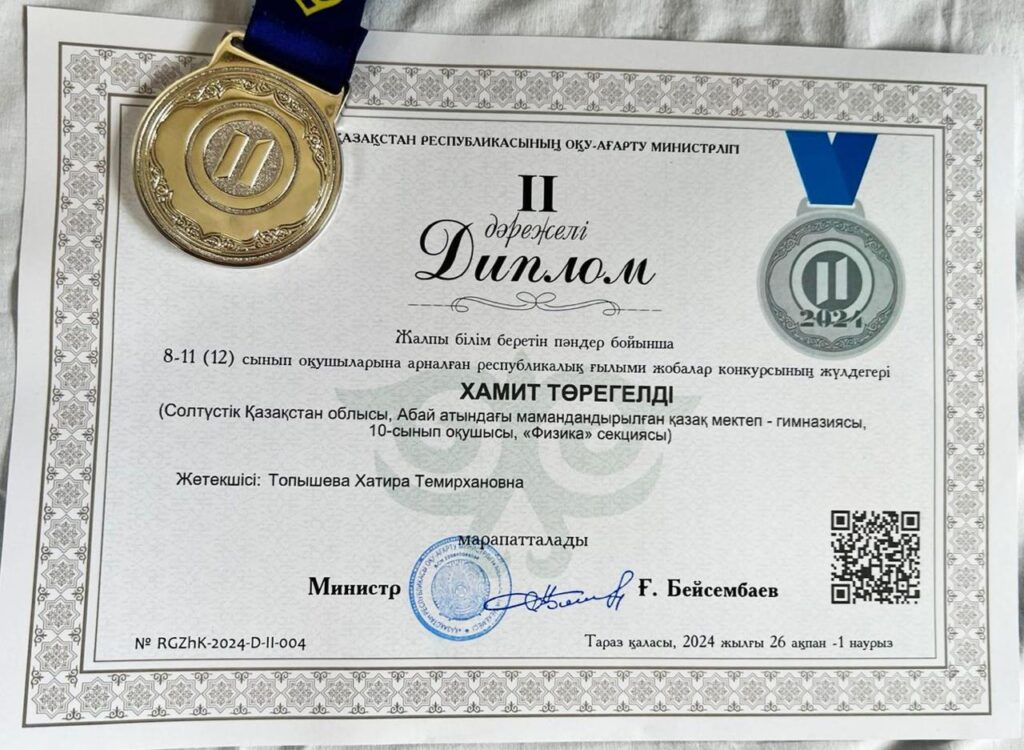 ҚАЗАҚСТАН РЕСПУБЛИКАСЫНЫҢ ОҚУ-АҒАРТУ МИНИСТРЛІГІ
II
дәрежелі
Диплом
II
II
2024
Жалпы білім беретін пәндер бойынша
8-11 (12) сынып оқушыларына арналған республикалық ғылыми жобалар конкурсының жүлдегері
ХАМИТ ТӨРЕГЕЛДІ
(Солтүстік Қазақстан облысы, Абай атындағы мамандандырылған қазақ мектеп - гимназиясы,
10-сынып оқушысы, «Физика» секциясы)
Жетекшісі: Топышева Хатира Темирхановна
марапатталады
Министр Ғ. Бейсембаев
№ RGZhK-2024-D-II-004
Тараз қаласы, 2024 жылғы 26 ақпан -1 наурыз